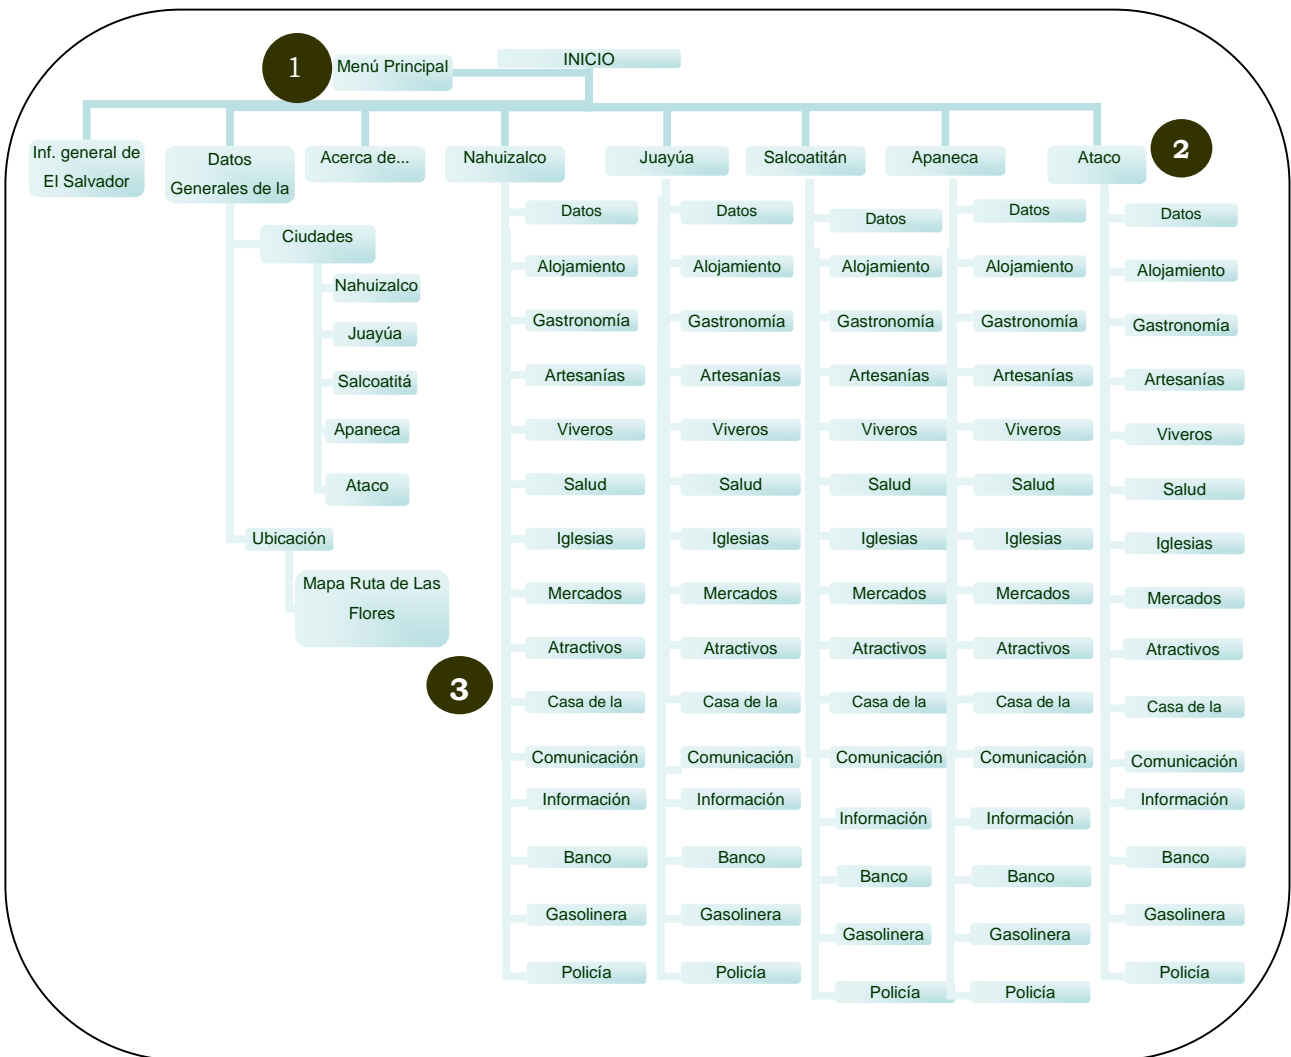 1
Menú Principal
INICIO
Inf. general de
El Salvador
Datos
Generales de la
Acerca de...
Nahuizalco
Juayúa
Salcoatitán
Apaneca
Ataco
2
Ciudades
Nahuizalco
Juayúa
Salcoatitá
Apaneca
Ataco
Ubicación
Mapa Ruta de Las
Flores
3
Datos
Alojamiento
Gastronomía
Artesanías
Viveros
Salud
Iglesias
Mercados
Atractivos
Casa de la
Comunicación
Información
Banco
Gasolinera
Policía
Datos
Alojamiento
Gastronomía
Artesanías
Viveros
Salud
Iglesias
Mercados
Atractivos
Casa de la
Comunicación
Información
Banco
Gasolinera
Policía
Datos
Alojamiento
Gastronomía
Artesanías
Viveros
Salud
Iglesias
Mercados
Atractivos
Casa de la
Comunicación
Información
Banco
Gasolinera
Policía
Datos
Alojamiento
Gastronomía
Artesanías
Viveros
Salud
Iglesias
Mercados
Atractivos
Casa de la
Comunicación
Información
Banco
Gasolinera
Policía
Datos
Alojamiento
Gastronomía
Artesanías
Viveros
Salud
Iglesias
Mercados
Atractivos
Casa de la
Comunicación
Información
Banco
Gasolinera
Policía